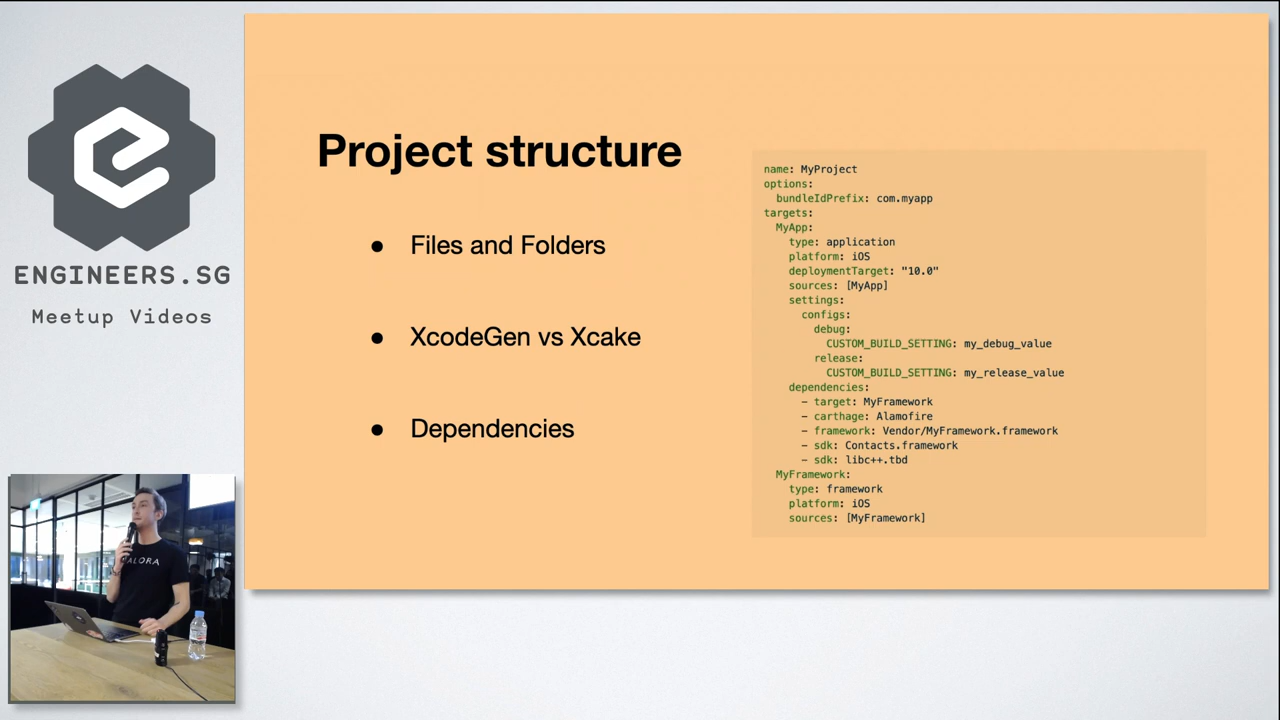 ENGINEERS.SG
Meetup Videos
Project structure
● Files and Folders
● XcodeGen vs Xcake
● Dependencies
name: MyProject
options:
  bundleIdPrefix: com.myapp
targets:
  MyApp:
    type: application
    platform: iOS
    deploymentTarget: "10.0"
    sources: [MyApp]
    settings:
      configs:
        debug:
          CUSTOM_BUILD_SETTING: my_debug_value
        release:
          CUSTOM_BUILD_SETTING: my_release_value
    dependencies:
      - target: MyFramework
      - carthage: Alamofire
      - framework: Vendor/MyFramework.framework
      - sdk: Contacts.framework
      - sdk: libc++.tbd
  MyFramework:
    type: framework
    platform: iOS
    sources: [MyFramework]